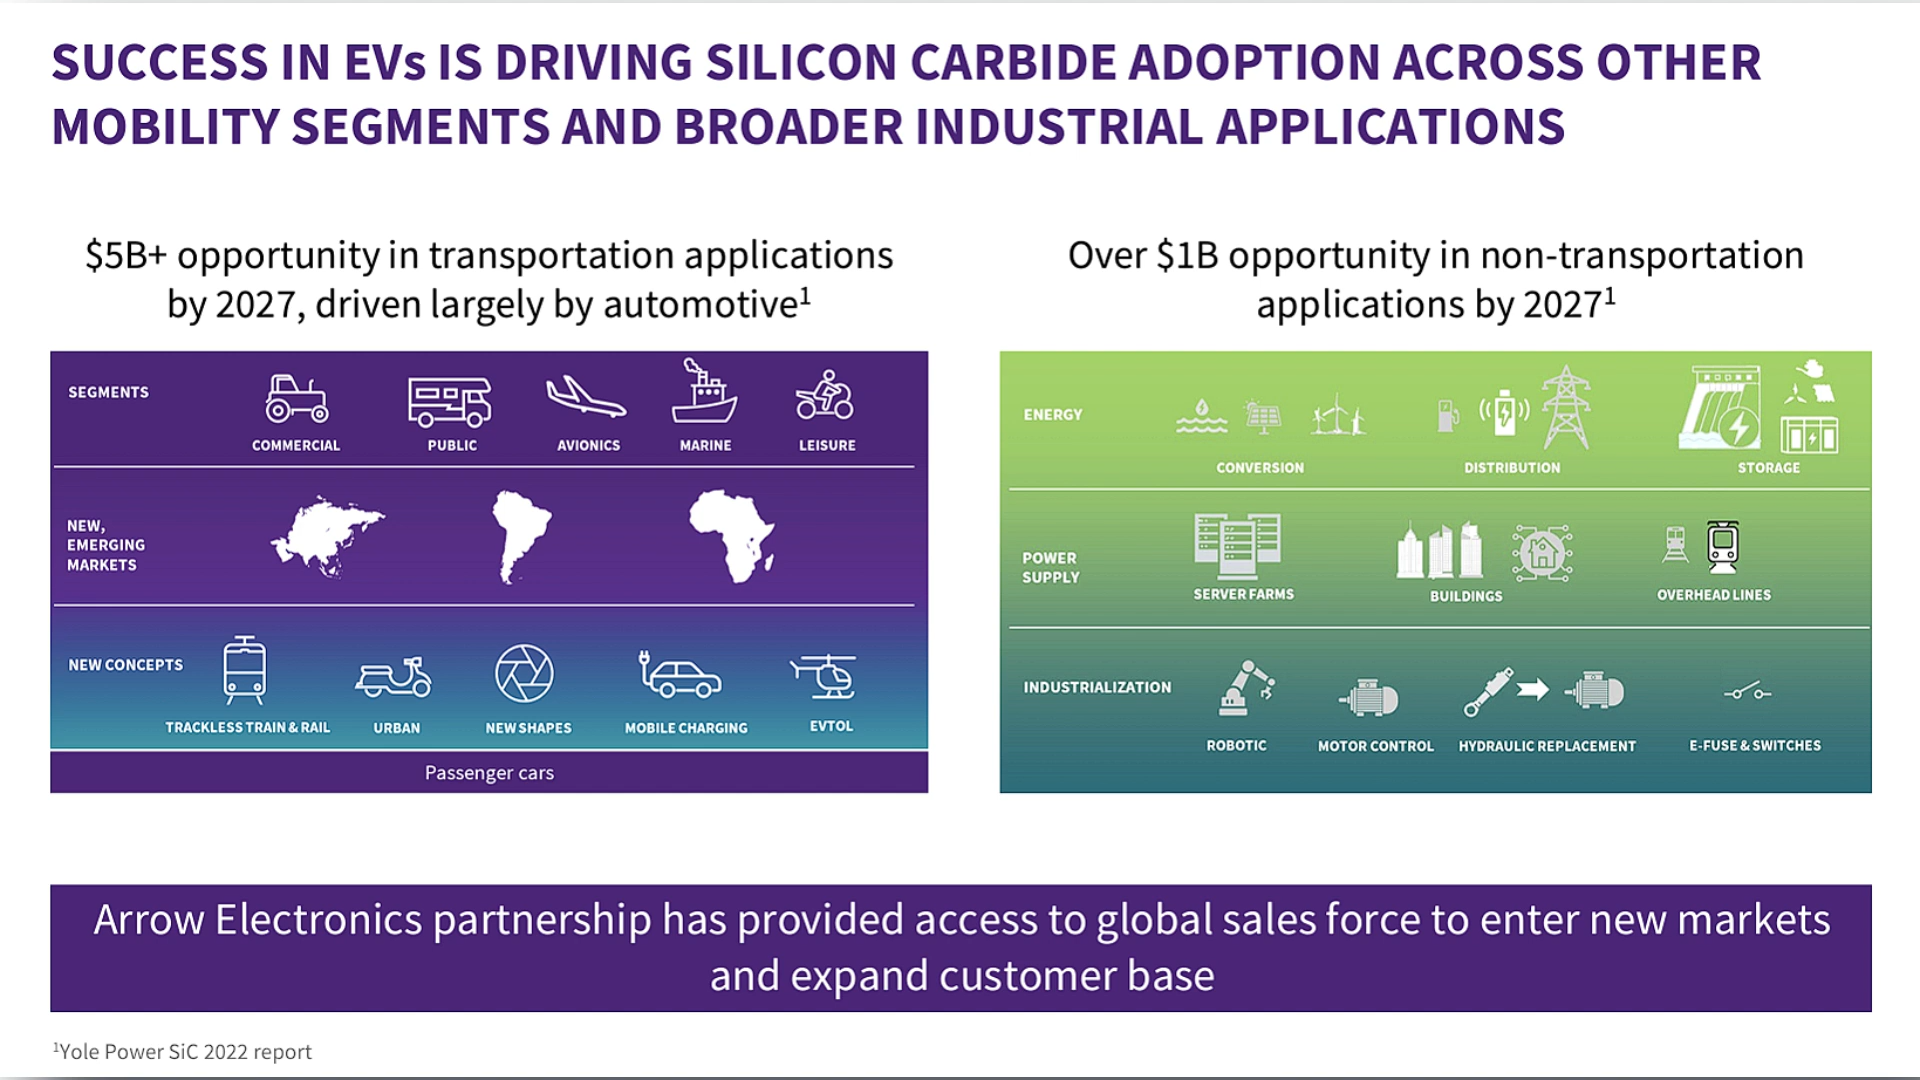 SUCCESS IN EVs IS DRIVING SILICON CARBIDE ADOPTION ACROSS OTHER
MOBILITY SEGMENTS AND BROADER INDUSTRIAL APPLICATIONS
$5B+ opportunity in transportation applications
by 2027, driven largely by automotive¹
SEGMENTS
COMMERCIAL
PUBLIC
AVIONICS
MARINE
LEISURE
NEW,
EMERGING
MARKETS
NEW CONCEPTS
TRACKLESS TRAIN & RAIL
URBAN
NEW SHAPES
MOBILE CHARGING
EVTOL
Passenger cars
Over $1B opportunity in non-transportation
applications by 2027¹
ENERGY
CONVERSION
DISTRIBUTION
STORAGE
POWER
SUPPLY
SERVER FARMS
BUILDINGS
OVERHEAD LINES
INDUSTRIALIZATION
ROBOTIC
MOTOR CONTROL
HYDRAULIC REPLACEMENT
E-FUSE & SWITCHES
Arrow Electronics partnership has provided access to global sales force to enter new markets
and expand customer base
¹Yole Power SiC 2022 report